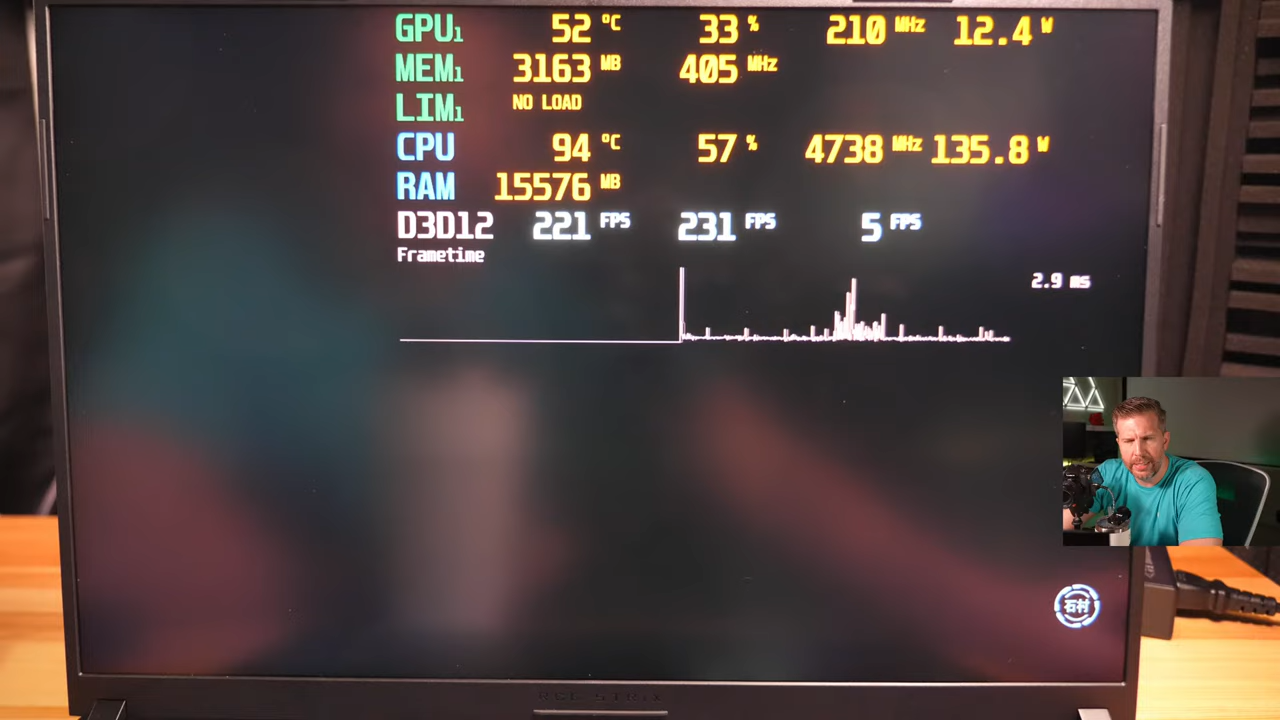 GPU1 52 °C 33 % 210 MHz 12.4 W
MEM1 3163 MB 405 MHz
LIM1 NO LOAD
CPU 94 °C 57 % 4738 MHz 135.8 W
RAM 15576 MB
D3D12 221 FPS 231 FPS 5 FPS
Frametime
2.9 ms
石村
ROG STRIX